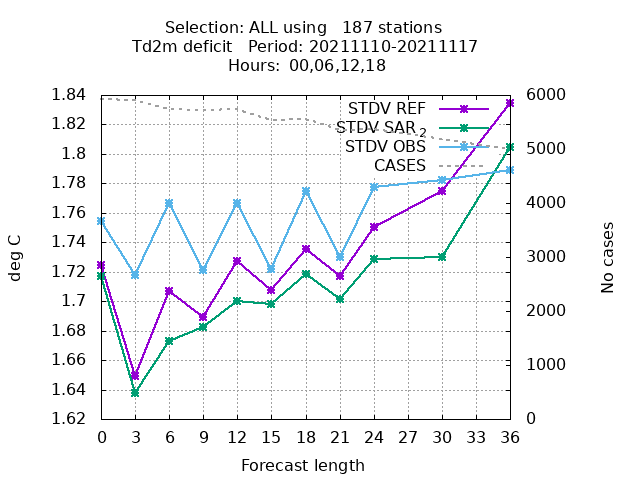 Selection: ALL using   187 stations
Td2m deficit   Period: 20211110-20211117
Hours:  00,06,12,18
STDV REF
STDV SAR 2
STDV OBS
CASES
1.84
1.82
1.8
1.78
1.76
1.74
1.72
1.7
1.68
1.66
1.64
1.62
6000
5000
4000
3000
2000
1000
0
deg C
No cases
0 3 6 9 12 15 18 21 24 27 30 33 36
Forecast length